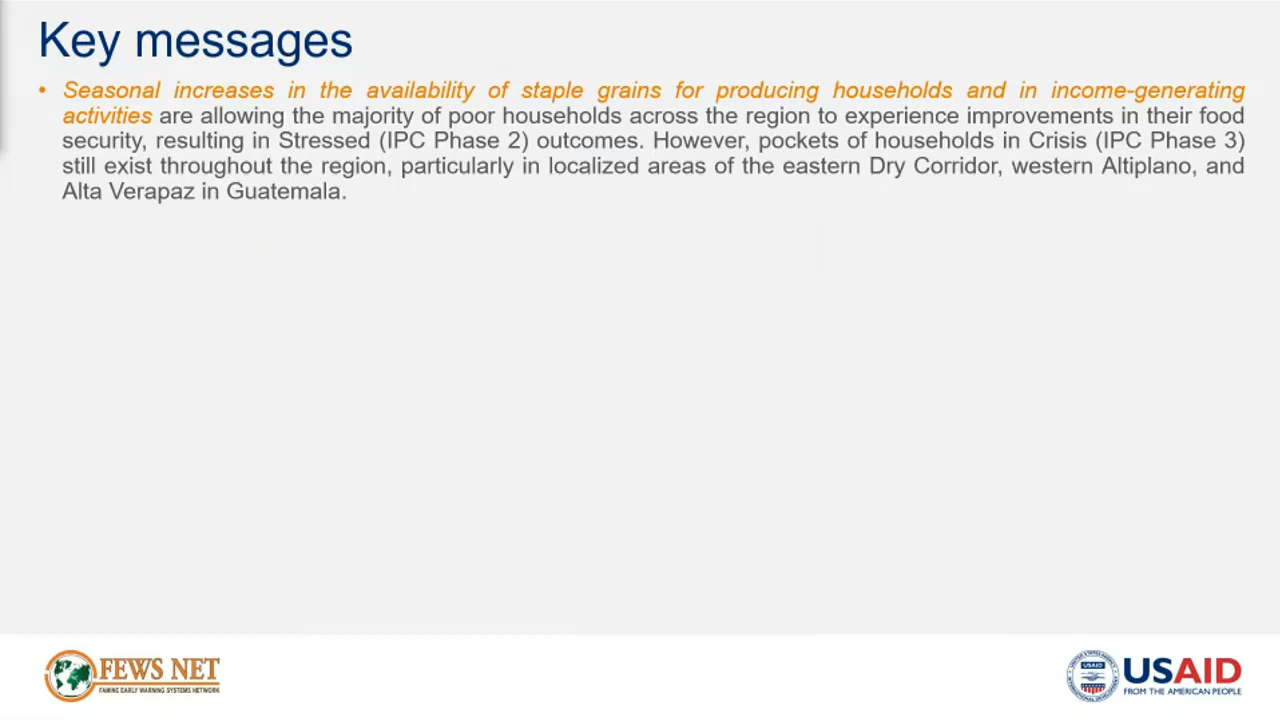 Key messages
• Seasonal increases in the availability of staple grains for producing households and in income-generating
activities are allowing the majority of poor households across the region to experience improvements in their food
security, resulting in Stressed (IPC Phase 2) outcomes. However, pockets of households in Crisis (IPC Phase 3)
still exist throughout the region, particularly in localized areas of the eastern Dry Corridor, western Altiplano, and
Alta Verapaz in Guatemala.
FEWS NET
FAMINE EARLY WARNING SYSTEMS NETWORK
USAID
USAID
FROM THE AMERICAN PEOPLE